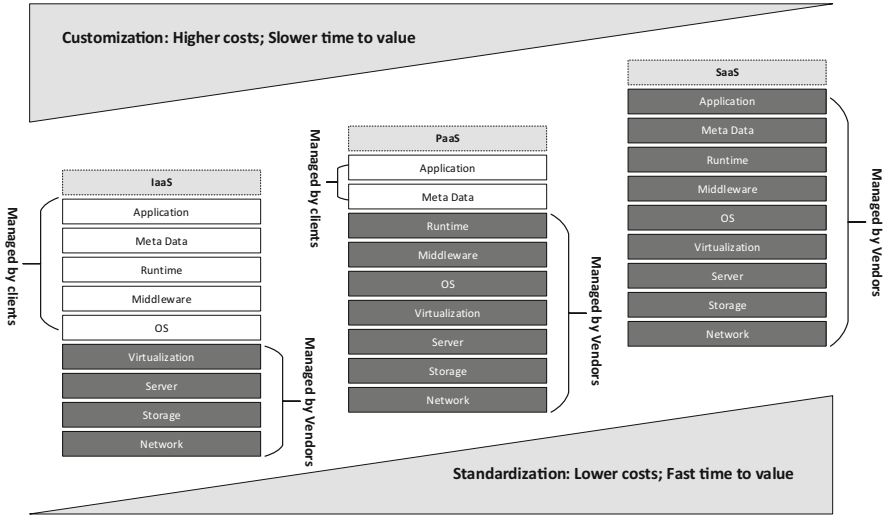 Customization: Higher costs; Slower time to value
IaaS
Application
Meta Data
Runtime
Middleware
OS
Virtualization
Server
Storage
Network
Managed by clients
Managed by Vendors
PaaS
Application
Meta Data
Runtime
Middleware
OS
Virtualization
Server
Storage
Network
Managed by clients
Managed by Vendors
SaaS
Application
Meta Data
Runtime
Middleware
OS
Virtualization
Server
Storage
Network
Managed by Vendors
Standardization: Lower costs; Fast time to value